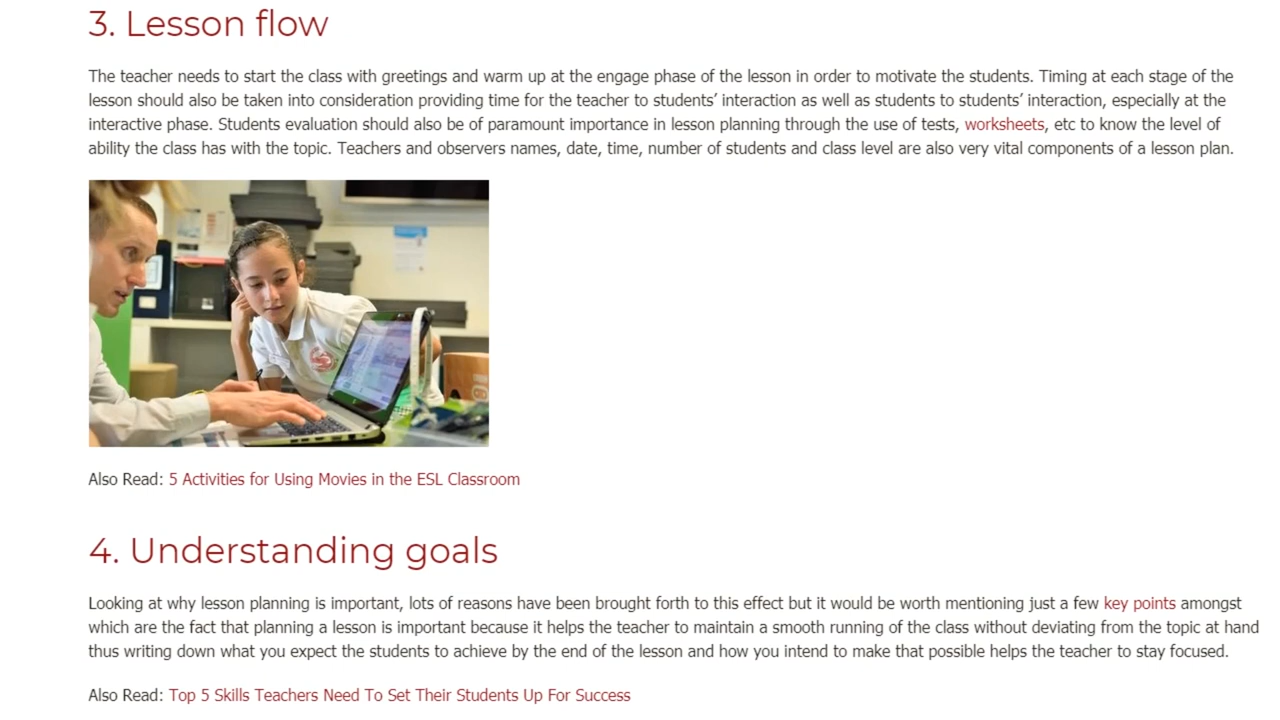 3. Lesson flow
The teacher needs to start the class with greetings and warm up at the engage phase of the lesson in order to motivate the students. Timing at each stage of the
lesson should also be taken into consideration providing time for the teacher to students’ interaction as well as students to students’ interaction, especially at the
interactive phase. Students evaluation should also be of paramount importance in lesson planning through the use of tests, worksheets, etc to know the level of
ability the class has with the topic. Teachers and observers names, date, time, number of students and class level are also very vital components of a lesson plan.
Also Read: 5 Activities for Using Movies in the ESL Classroom
4. Understanding goals
Looking at why lesson planning is important, lots of reasons have been brought forth to this effect but it would be worth mentioning just a few key points amongst
which are the fact that planning a lesson is important because it helps the teacher to maintain a smooth running of the class without deviating from the topic at hand
thus writing down what you expect the students to achieve by the end of the lesson and how you intend to make that possible helps the teacher to stay focused.
Also Read: Top 5 Skills Teachers Need To Set Their Students Up For Success